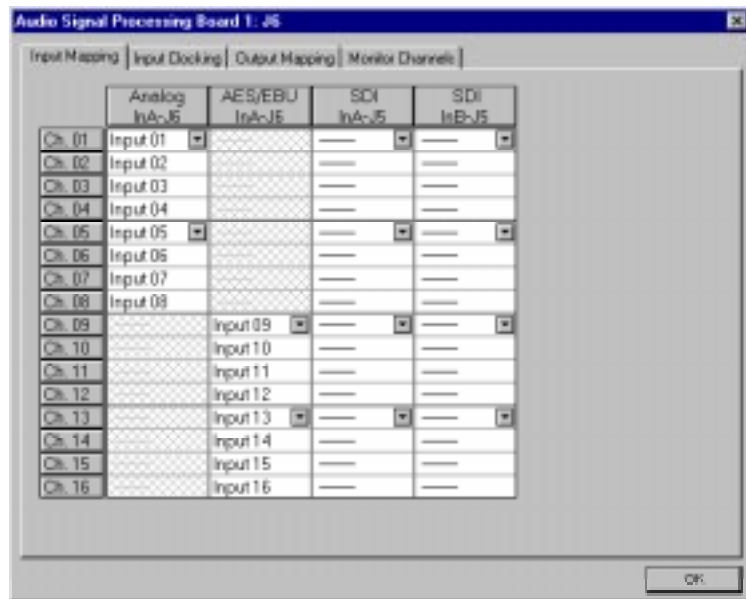 Audio Signal Processing Board 1: J6
Input Mapping Input Clocking Output Mapping Monitor Channels
Analog AES/EBU SDI SDI
InA-J6 InA-J6 InA-J5 InB-J5
Ch. 01 Input 01
Ch. 02 Input 02
Ch. 03 Input 03
Ch. 04 Input 04
Ch. 05 Input 05
Ch. 06 Input 06
Ch. 07 Input 07
Ch. 08 Input 08
Ch. 09 Input 09
Ch. 10 Input 10
Ch. 11 Input 11
Ch. 12 Input 12
Ch. 13 Input 13
Ch. 14 Input 14
Ch. 15 Input 15
Ch. 16 Input 16
OK